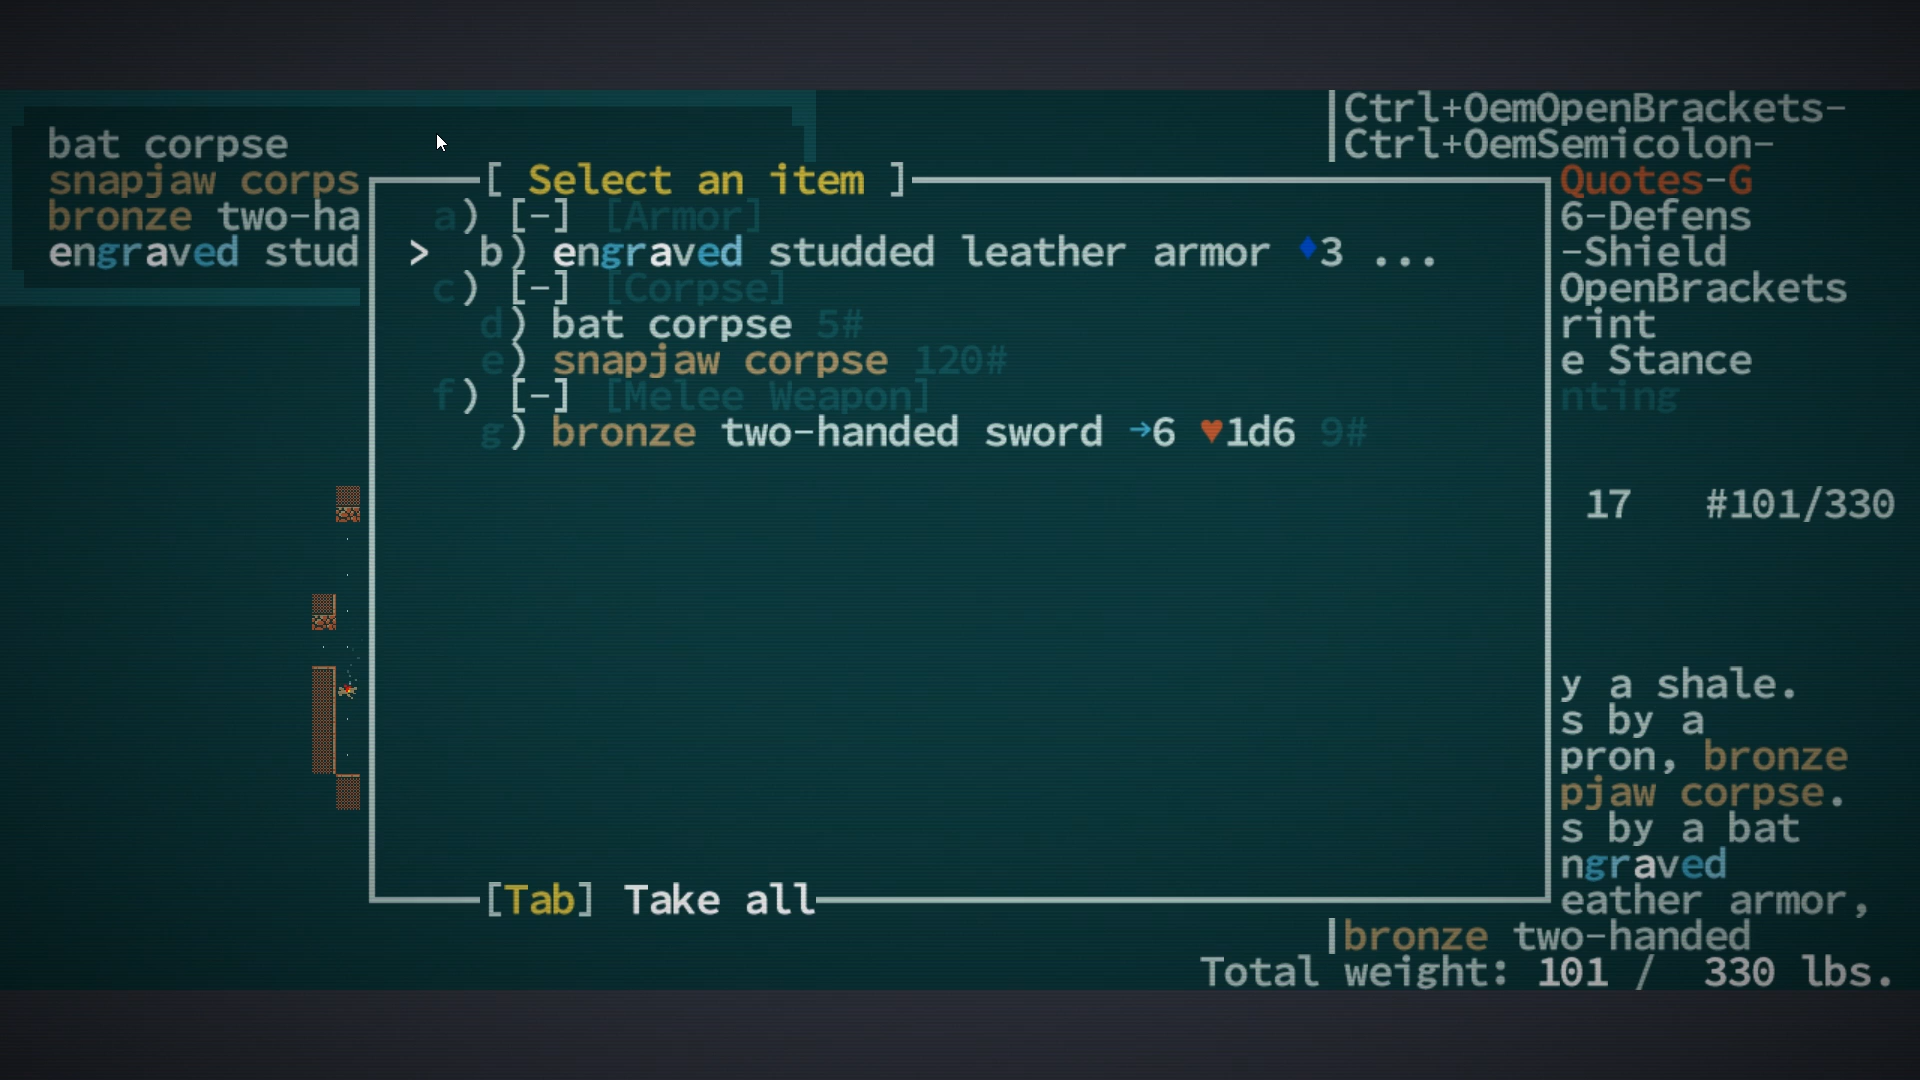 |Ctrl+OemOpenBrackets-
bat corpse
|Ctrl+OemSemicolon-
snapjaw corps
[ Select an item ]
Quotes-G
bronze two-ha
a) [-] [Armor]
6-Defens
engraved stud
> b) engraved studded leather armor ♦3 ...
-Shield
c) [-] [Corpse]
OpenBrackets
d) bat corpse 5#
rint
e) snapjaw corpse 120#
e Stance
f) [-] [Melee Weapon]
nting
g) bronze two-handed sword →6 ♥1d6 9#
17 #101/330
y a shale.
s by a
pron, bronze
pjaw corpse.
s by a bat
ngraved
[Tab] Take all
eather armor,
|bronze two-handed
Total weight: 101 / 330 lbs.